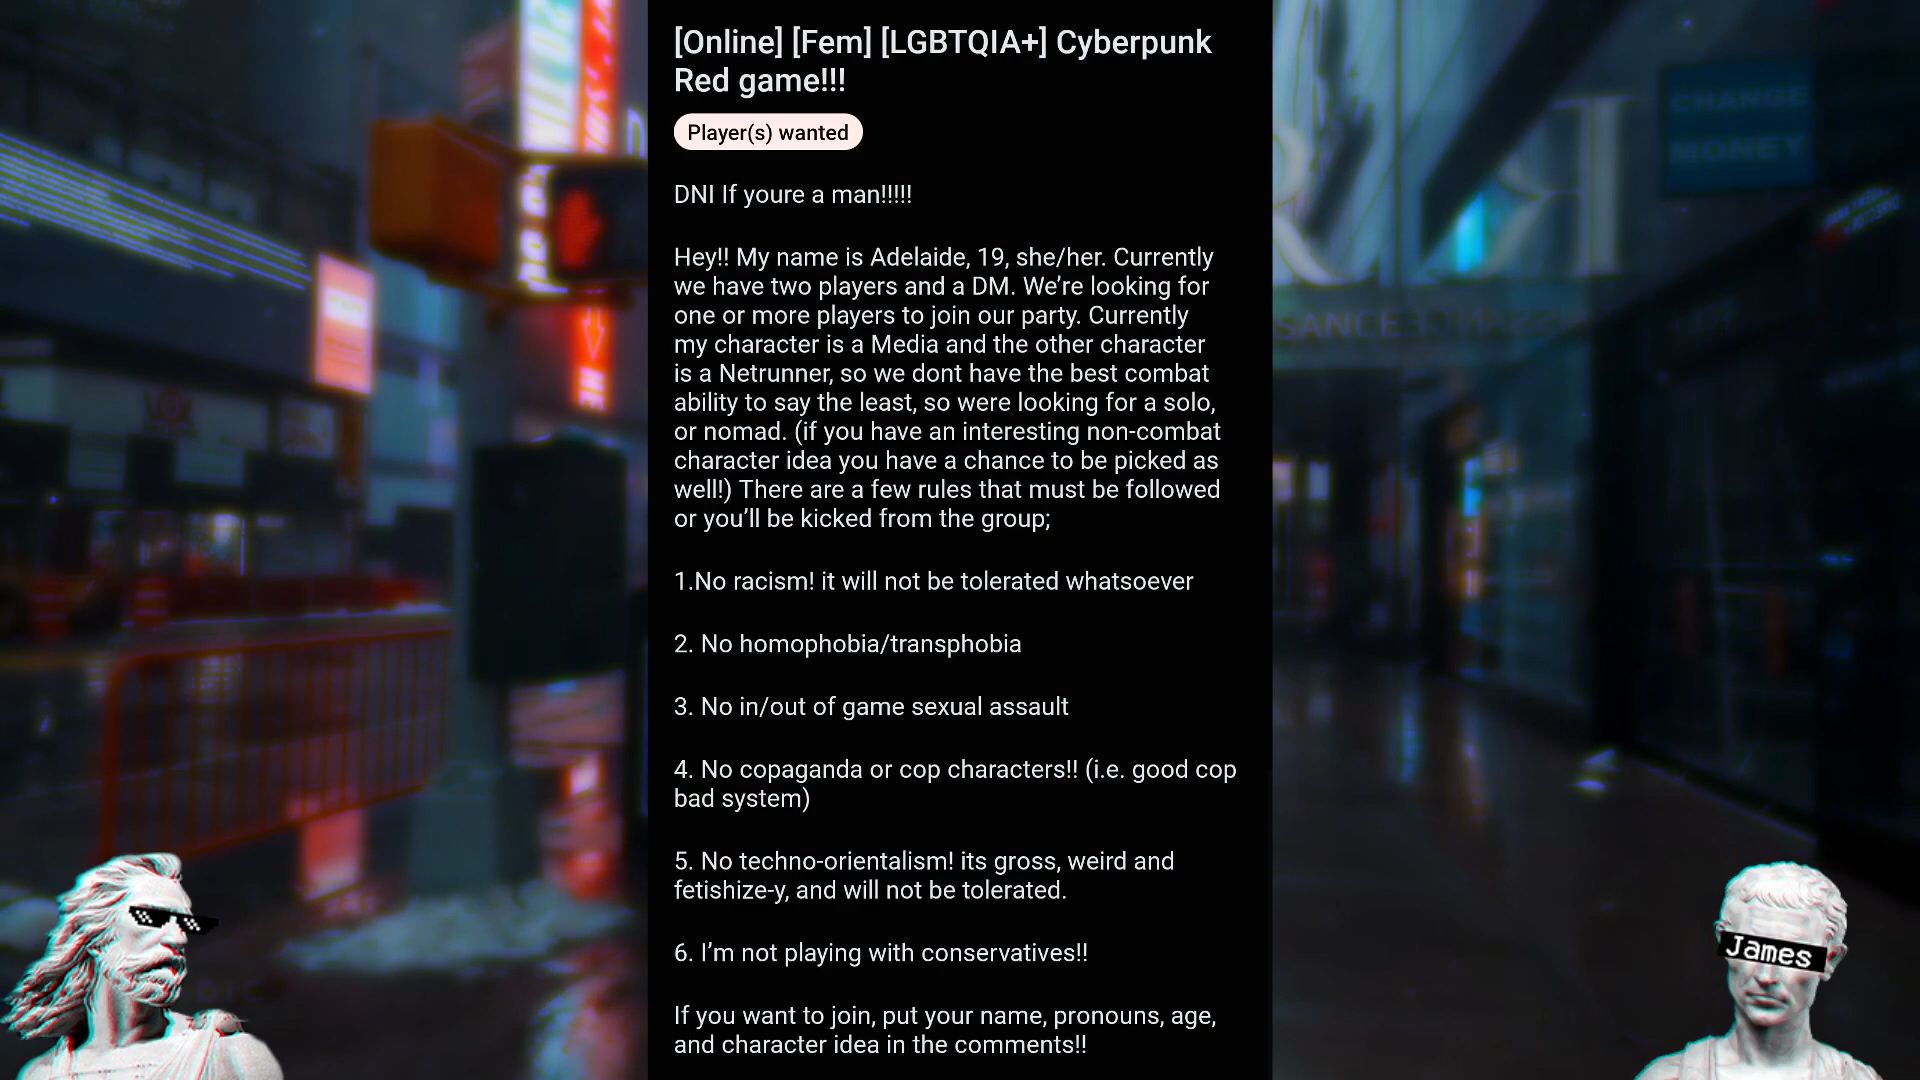 [Online] [Fem] [LGBTQIA+] Cyberpunk
Red game!!!
Player(s) wanted
DNI If youre a man!!!!!
Hey!! My name is Adelaide, 19, she/her. Currently
we have two players and a DM. We’re looking for
one or more players to join our party. Currently
my character is a Media and the other character
is a Netrunner, so we dont have the best combat
ability to say the least, so were looking for a solo,
or nomad. (if you have an interesting non-combat
character idea you have a chance to be picked as
well!) There are a few rules that must be followed
or you’ll be kicked from the group;
1.No racism! it will not be tolerated whatsoever
2. No homophobia/transphobia
3. No in/out of game sexual assault
4. No copaganda or cop characters!! (i.e. good cop
bad system)
5. No techno-orientalism! its gross, weird and
fetishize-y, and will not be tolerated.
6. I’m not playing with conservatives!!
If you want to join, put your name, pronouns, age,
and character idea in the comments!!
CHANGE
MONEY
James